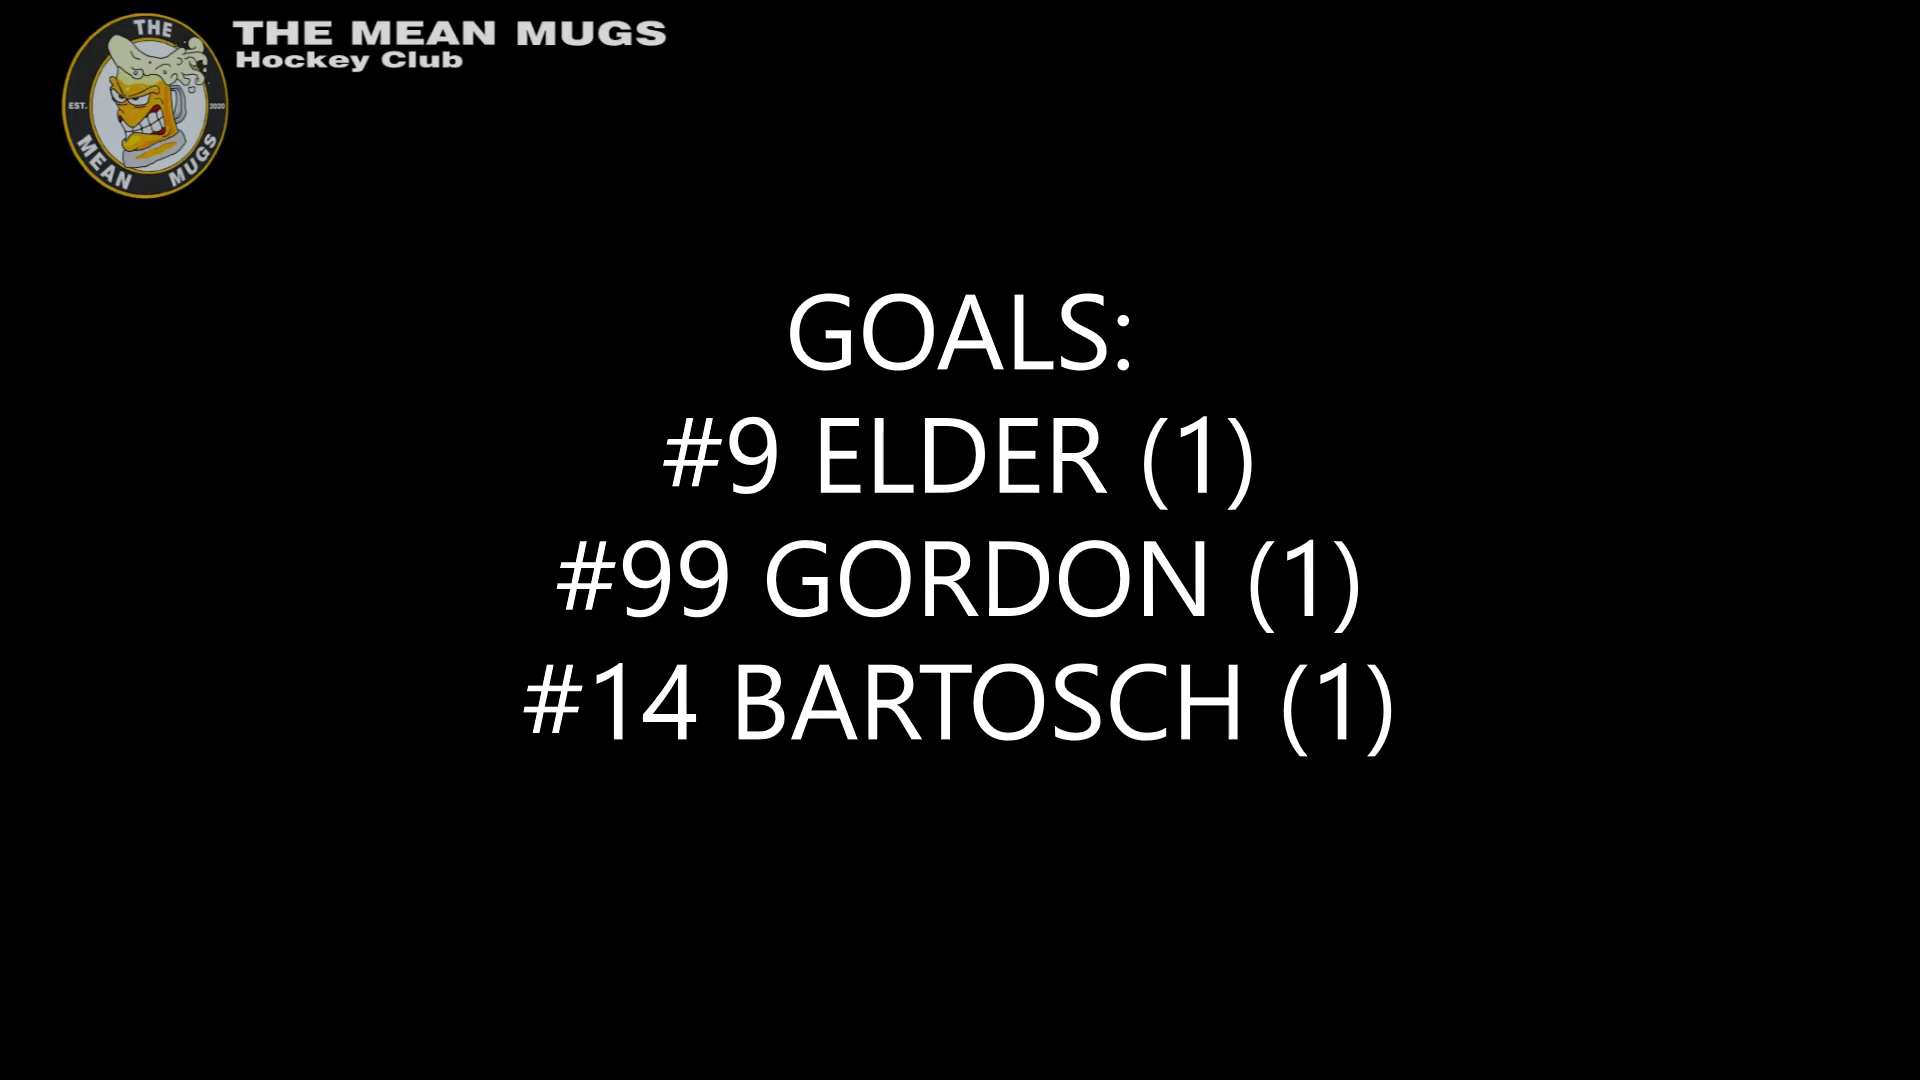 THE
EST. 2020
MEAN MUGS
THE MEAN MUGS
Hockey Club
GOALS:
#9 ELDER (1)
#99 GORDON (1)
#14 BARTOSCH (1)